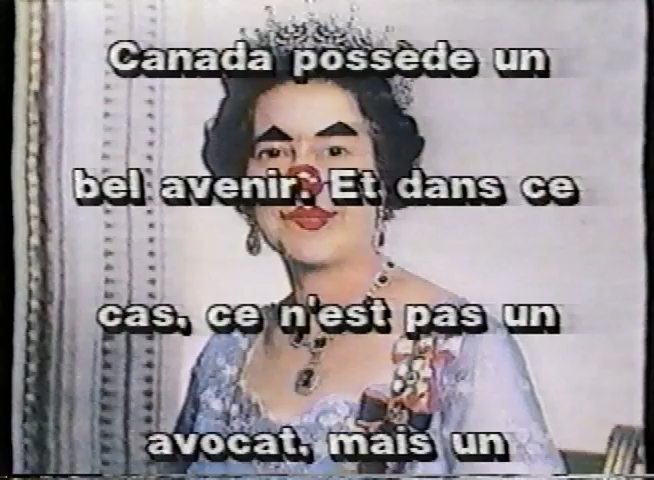 Canada possède un
bel avenir. Et dans ce
cas, ce n'est pas un
avocat, mais un